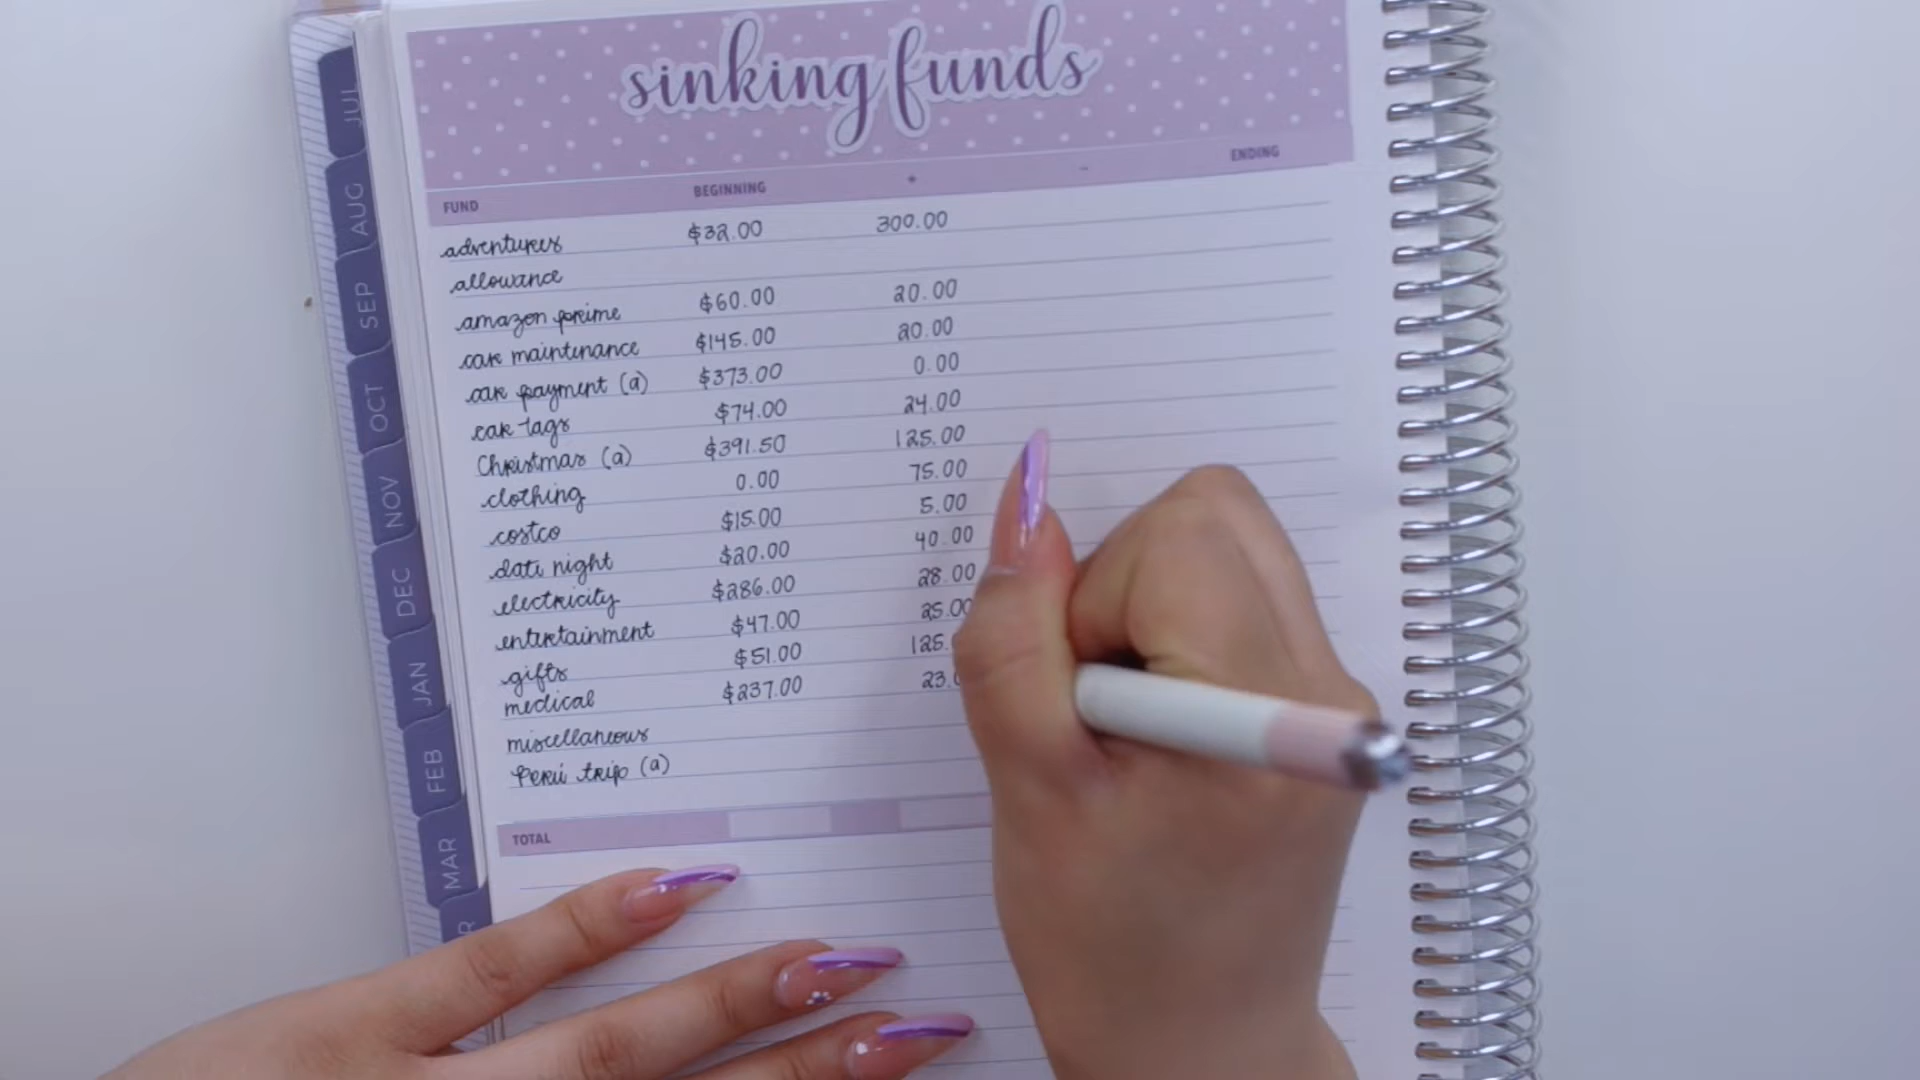 sinking funds
FUND BEGINNING + - ENDING
adventures $32.00 300.00
allowance
amazon prime $60.00 20.00
car maintenance $145.00 20.00
car payment (a) $373.00 0.00
car tags $74.00 24.00
Christmas (a) $391.50 125.00
clothing 0.00 75.00
costco $15.00 5.00
date night $20.00 40.00
electricity $286.00 28.00
entertainment $47.00 25.00
gifts $51.00 125.
medical $237.00 23.
miscellaneous
Perú trip (a)
TOTAL
JUL
AUG
SEP
OCT
NOV
DEC
JAN
FEB
MAR
R